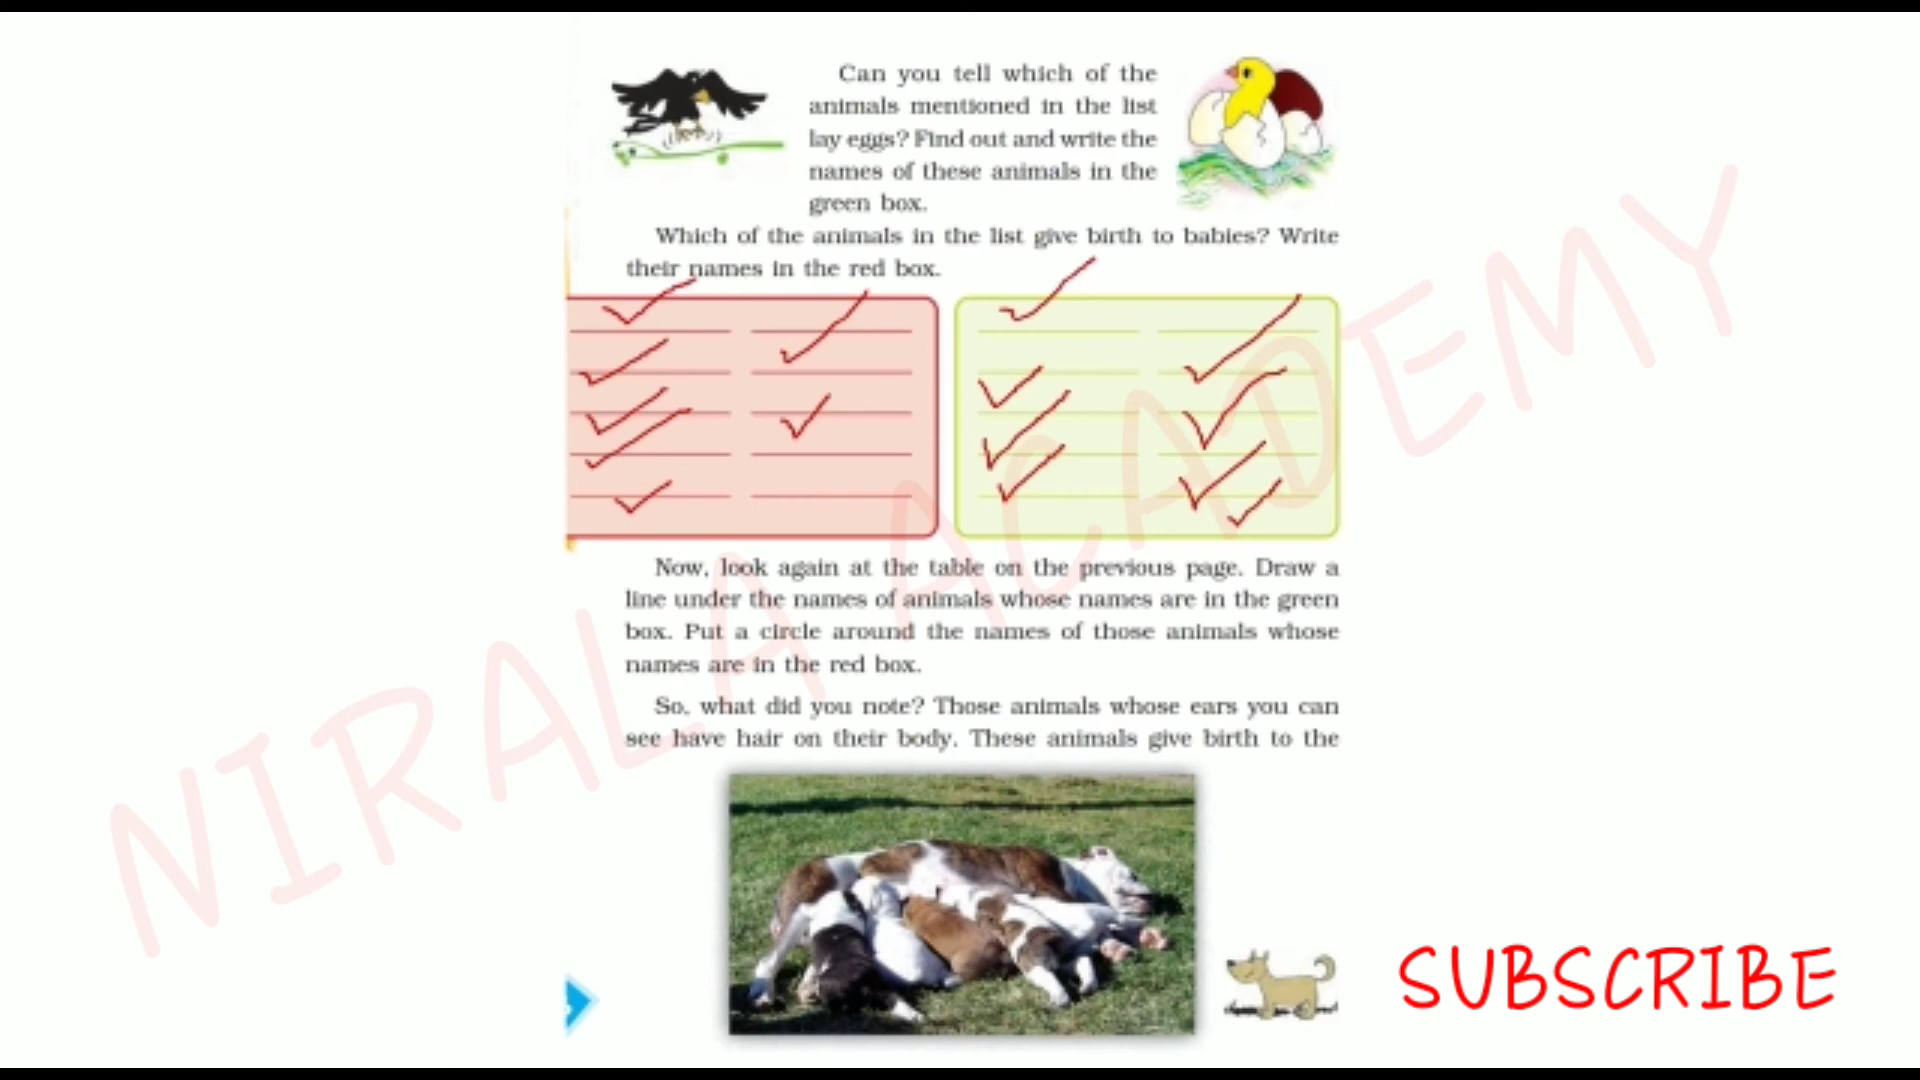 Can you tell which of the
animals mentioned in the list
lay eggs? Find out and write the
names of these animals in the
green box.
Which of the animals in the list give birth to babies? Write
their names in the red box.
Now, look again at the table on the previous page. Draw a
line under the names of animals whose names are in the green
box. Put a circle around the names of those animals whose
names are in the red box.
So, what did you note? Those animals whose ears you can
see have hair on their body. These animals give birth to the
NIRALA ACADEMY
SUBSCRIBE